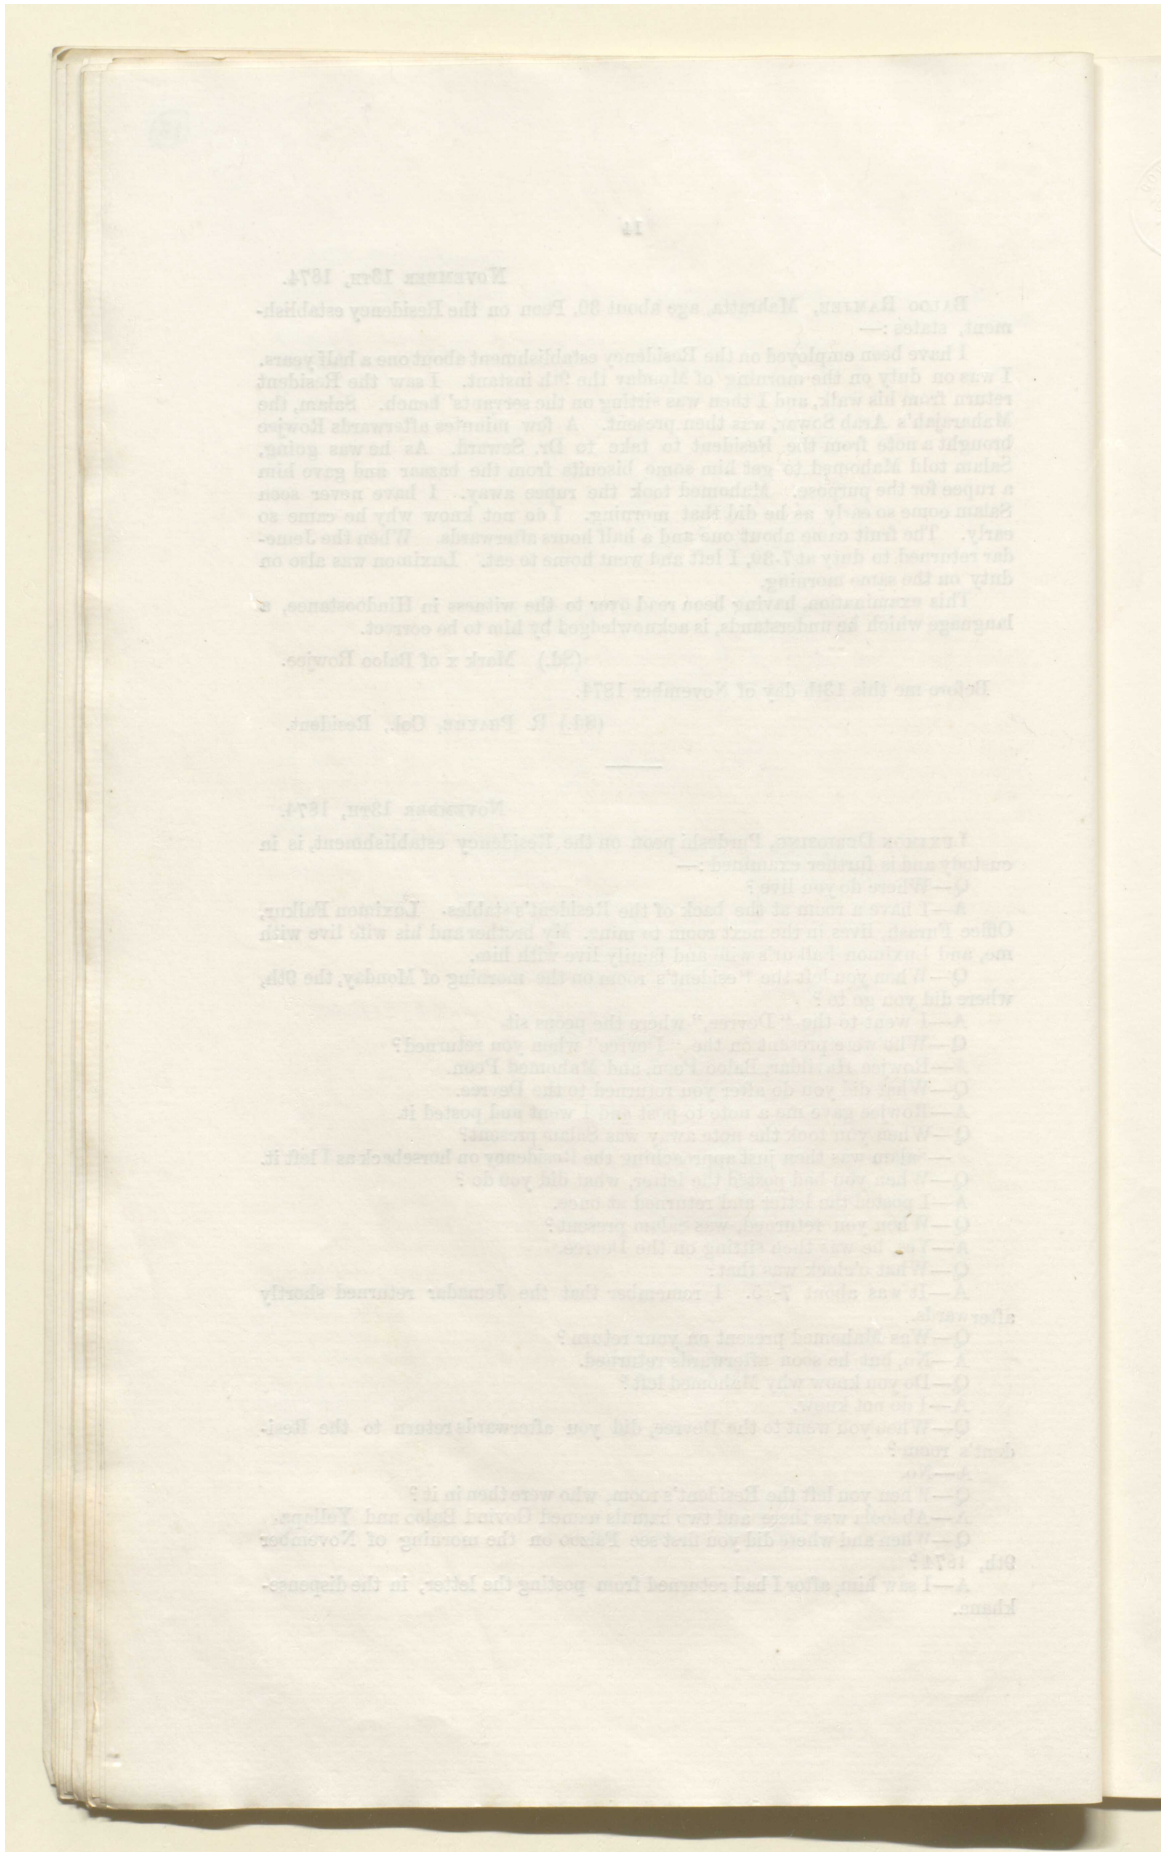 14
NOVEMBER 13TH, 1874.
BALOO RAMJEE, Mahratta, age about 30, Peon on the Residency establish-
ment, states:—
I have been employed on the Residency establishment about one a half years.
I was on duty on the morning of Monday the 9th instant. I saw the Resident
return from his walk, and I then was sitting on the servants' bench. Salam, the
Maharajah's Arab Sowar, was then present. A few minutes afterwards Rowjee
brought a note from the Resident to take to Dr. Seward. As he was going,
Salam told Mahomed to get him some biscuits from the bazaar and gave him
a rupee for the purpose. Mahomed took the rupee away. I have never seen
Salam come so early as he did that morning. I do not know why he came so
early. The fruit came about one and a half hours afterwards. When the Jema-
dar returned to duty at 7-30, I left and went home to eat. Luximon was also on
duty on the same morning.
This examination, having been read over to the witness in Hindoostanee, a
language which he understands, is acknowledged by him to be correct.
(Sd.) Mark x of Baloo Rowjee.
Before me this 13th day of November 1874.
(Sd.) R. PHAYRE, Col., Resident.
NOVEMBER 13TH, 1874.
Purdeshi peon on the Residency establishment, is in
custody and is further examined:—
Q—Where do you live?
A—I have a room at the back of the Resident's stables. Luximon
Office lives in the next room to mine. My brother and his wife live with
me, and Luximon wife and family live with him.
Q—When you left the Resident's room on the morning of Monday, the 9th,
where did you go to?
A—I went to the "Devree," where the peons sit.
Q—Who were present on the "Devree" when you returned?
—Rowjee Havildar, Baloo Peon, and Mahomed Peon.
Q—What did you do after you returned to the Devree.
A—Rowjee gave me a note to post and I went and posted it.
Q—When you took the note away was Salam present?
—Salam was then just approaching the Residency on horseback as I left it.
Q—When you had posted the letter, what did you do?
A—I posted the letter and returned at once.
Q—When you returned, was Salam present?
A—Yes, he was then sitting on the Devree.
Q—What o'clock was that?
A—It was about I remember that the Jemadar returned shortly
afterwards.
Q—Was Mahomed present on your return?
A—No, but he soon afterwards returned.
Q—Do you know why Mahomed left?
A—I do not know.
Q—When you went to the Devree, did you afterwards return to the Resi-
dent's room?
A—No.
Q—When you left the Resident's room, who were then in it?
was there and two hamals named Govind Baloo and Yellapa.
Q—When and where did you first see Faizoo on the morning of November
9th, 1874?
A—I saw him, after I had returned from posting the letter, in the dispense-
khana.